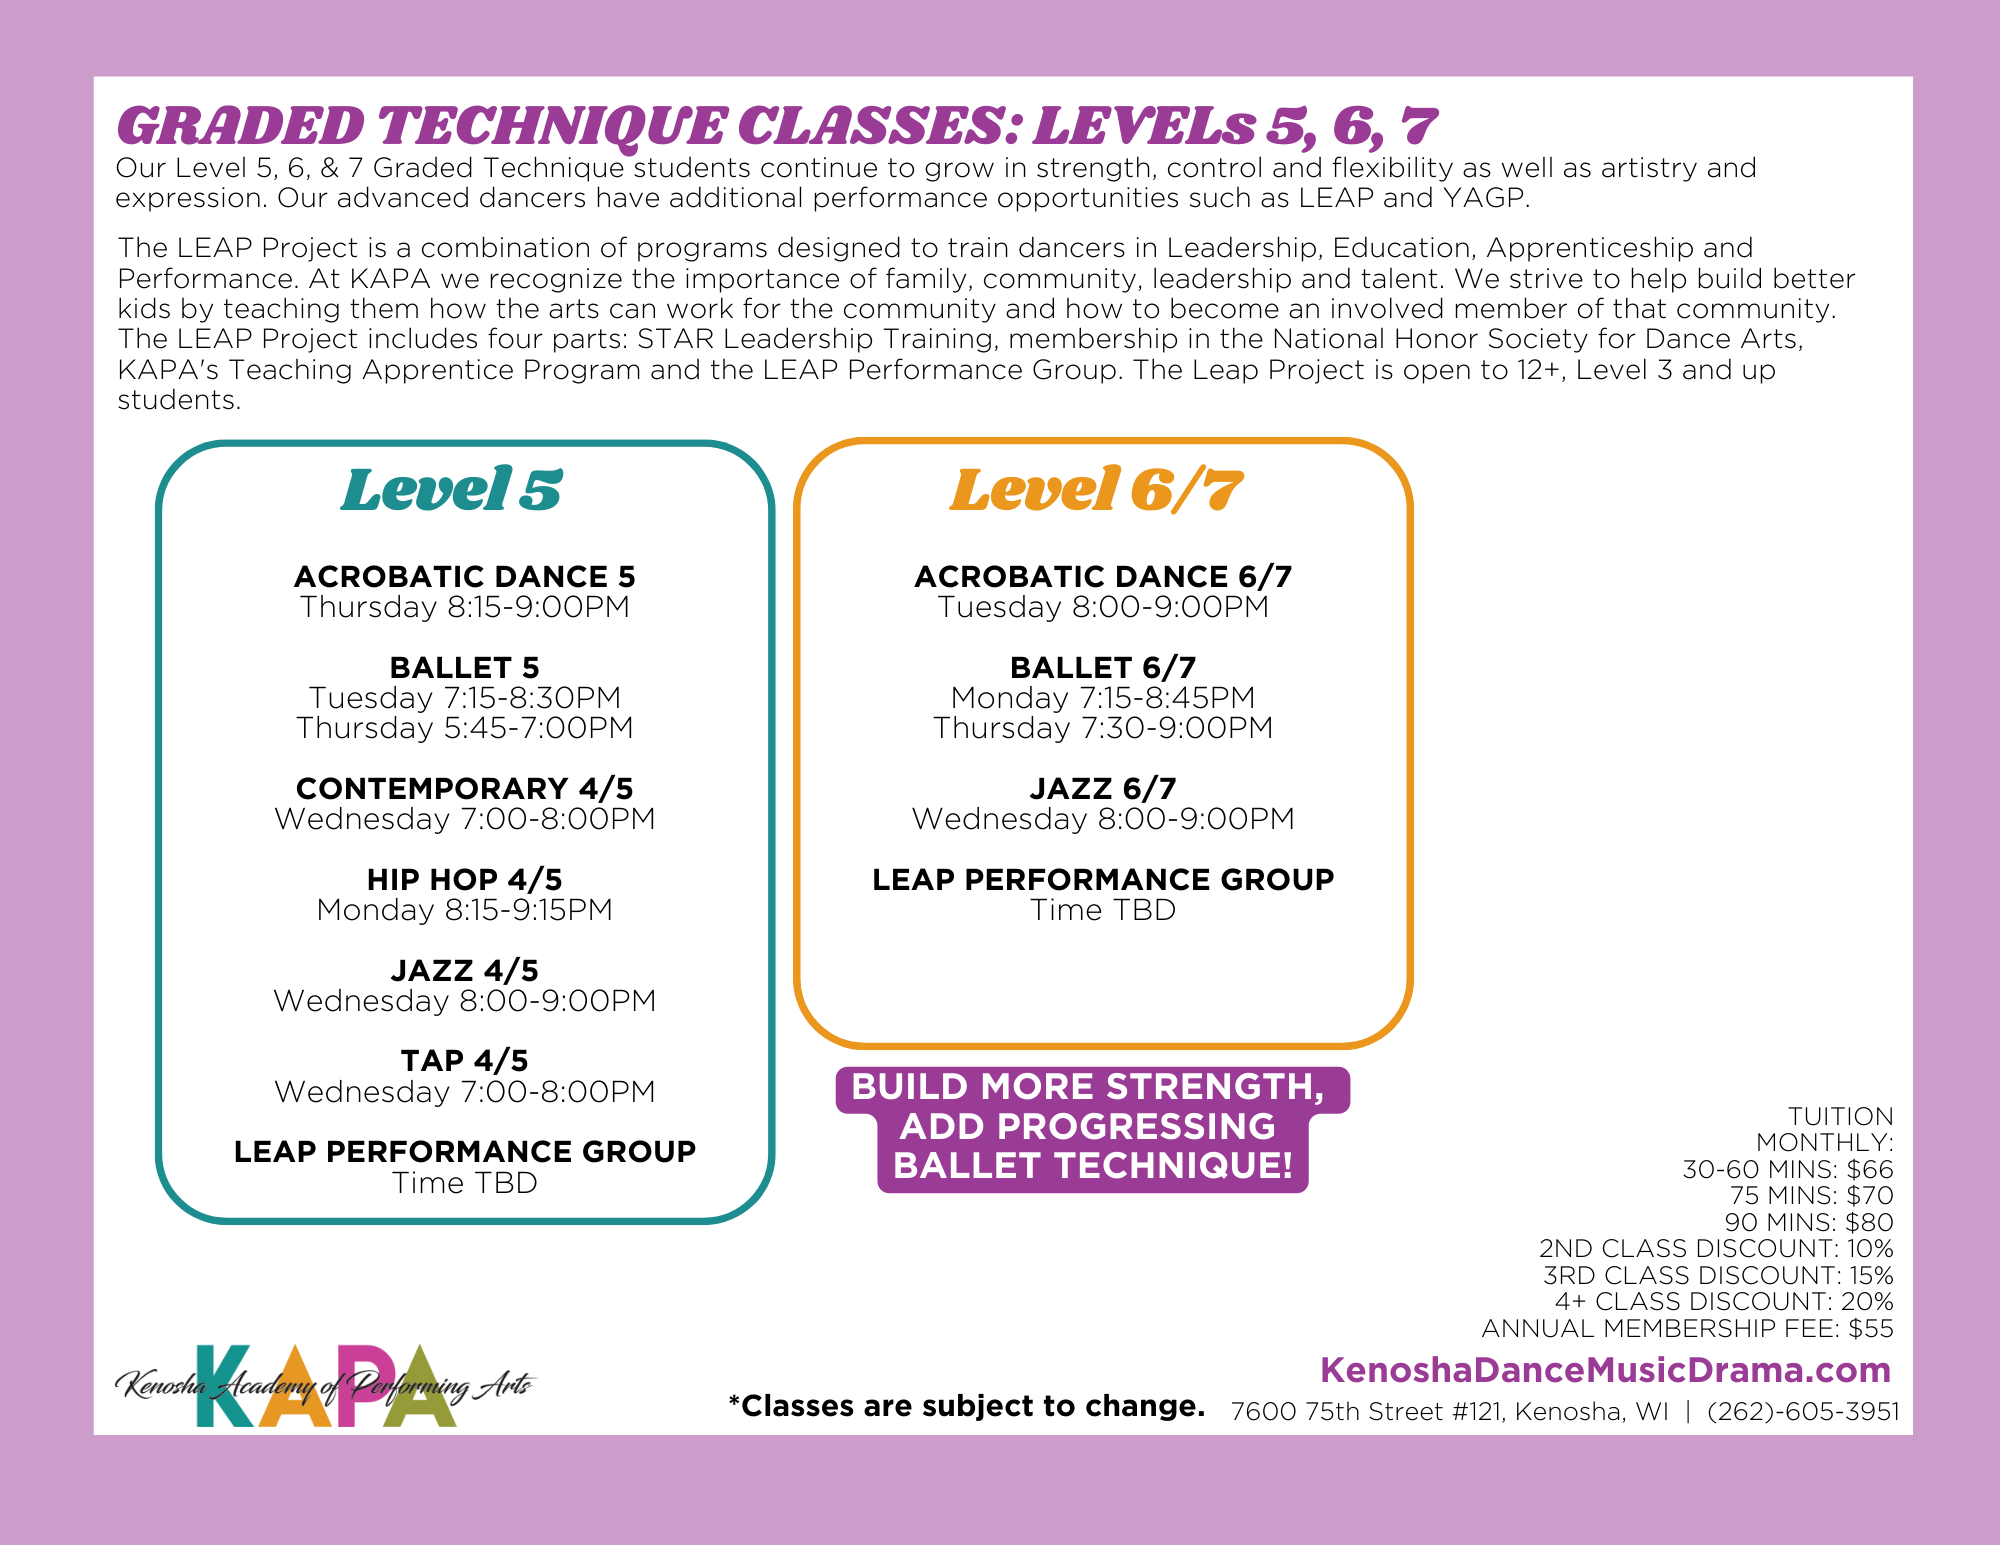 GRADED TECHNIQUE CLASSES: LEVELs 5, 6, 7
Our Level 5, 6, & 7 Graded Technique students continue to grow in strength, control and flexibility as well as artistry and
expression. Our advanced dancers have additional performance opportunities such as LEAP and YAGP.
The LEAP Project is a combination of programs designed to train dancers in Leadership, Education, Apprenticeship and
Performance. At KAPA we recognize the importance of family, community, leadership and talent. We strive to help build better
kids by teaching them how the arts can work for the community and how to become an involved member of that community.
The LEAP Project includes four parts: STAR Leadership Training, membership in the National Honor Society for Dance Arts,
KAPA's Teaching Apprentice Program and the LEAP Performance Group. The Leap Project is open to 12+, Level 3 and up
students.
Level 5
ACROBATIC DANCE 5
Thursday 8:15-9:00PM
BALLET 5
Tuesday 7:15-8:30PM
Thursday 5:45-7:00PM
CONTEMPORARY 4/5
Wednesday 7:00-8:00PM
HIP HOP 4/5
Monday 8:15-9:15PM
JAZZ 4/5
Wednesday 8:00-9:00PM
TAP 4/5
Wednesday 7:00-8:00PM
LEAP PERFORMANCE GROUP
Time TBD
Level 6/7
ACROBATIC DANCE 6/7
Tuesday 8:00-9:00PM
BALLET 6/7
Monday 7:15-8:45PM
Thursday 7:30-9:00PM
JAZZ 6/7
Wednesday 8:00-9:00PM
LEAP PERFORMANCE GROUP
Time TBD
BUILD MORE STRENGTH,
ADD PROGRESSING
BALLET TECHNIQUE!
TUITION
MONTHLY:
30-60 MINS: $66
75 MINS: $70
90 MINS: $80
2ND CLASS DISCOUNT: 10%
3RD CLASS DISCOUNT: 15%
4+ CLASS DISCOUNT: 20%
ANNUAL MEMBERSHIP FEE: $55
KAPA
Kenosha Academy of Performing Arts
*Classes are subject to change.
KenoshaDanceMusicDrama.com
7600 75th Street #121, Kenosha, WI | (262)-605-3951